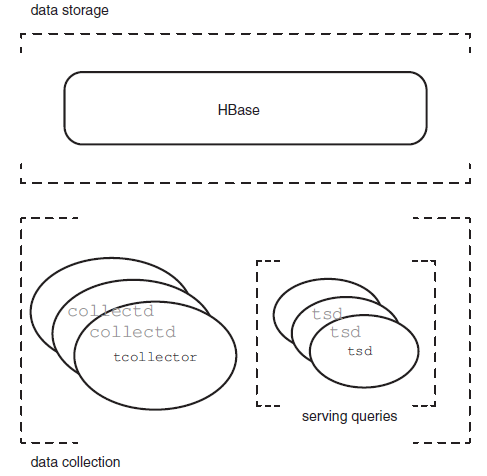 data storage
HBase
collectd
collectd
tcollector
tsd
tsd
tsd
serving queries
data collection